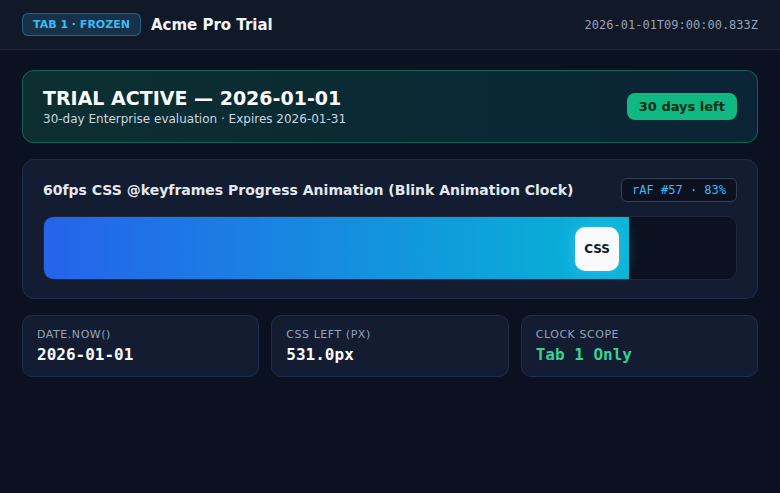 TAB 1 · FROZEN Acme Pro Trial 2026-01-01T09:00:00.833Z
TRIAL ACTIVE — 2026-01-01
30-day Enterprise evaluation · Expires 2026-01-31
30 days left
60fps CSS @keyframes Progress Animation (Blink Animation Clock) rAF #57 · 83%
CSS
DATE.NOW()
2026-01-01
CSS LEFT (PX)
531.0px
CLOCK SCOPE
Tab 1 Only